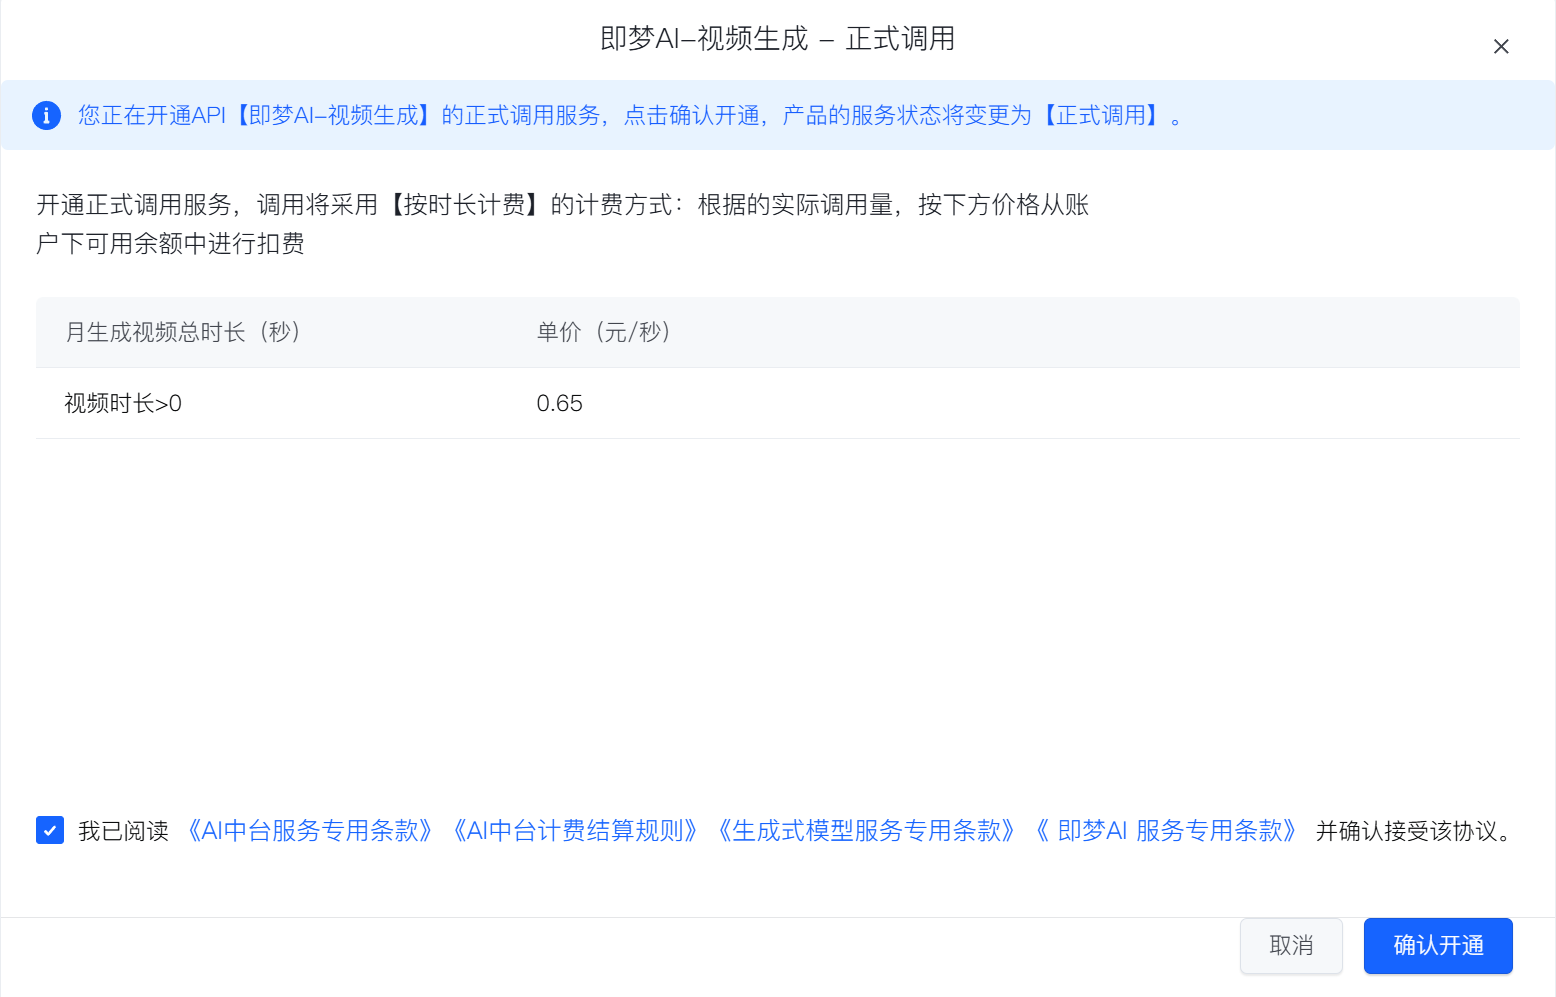 即梦AI-视频生成 - 正式调用
您正在开通API【即梦AI-视频生成】的正式调用服务，点击确认开通，产品的服务状态将变更为【正式调用】。
开通正式调用服务，调用将采用【按时长计费】的计费方式：根据的实际调用量，按下方价格从账
户下可用余额中进行扣费
月生成视频总时长（秒） 单价（元/秒）
视频时长>0 0.65
我已阅读 《AI中台服务专用条款》《AI中台计费结算规则》《生成式模型服务专用条款》《 即梦AI 服务专用条款》 并确认接受该协议。
取消 确认开通